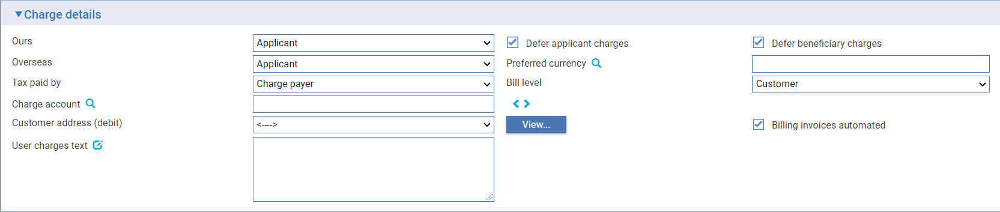 Charge details
Ours Applicant Defer applicant charges Defer beneficiary charges
Overseas Applicant Preferred currency
Tax paid by Charge payer Bill level Customer
Charge account
Customer address (debit) <----> View... Billing invoices automated
User charges text